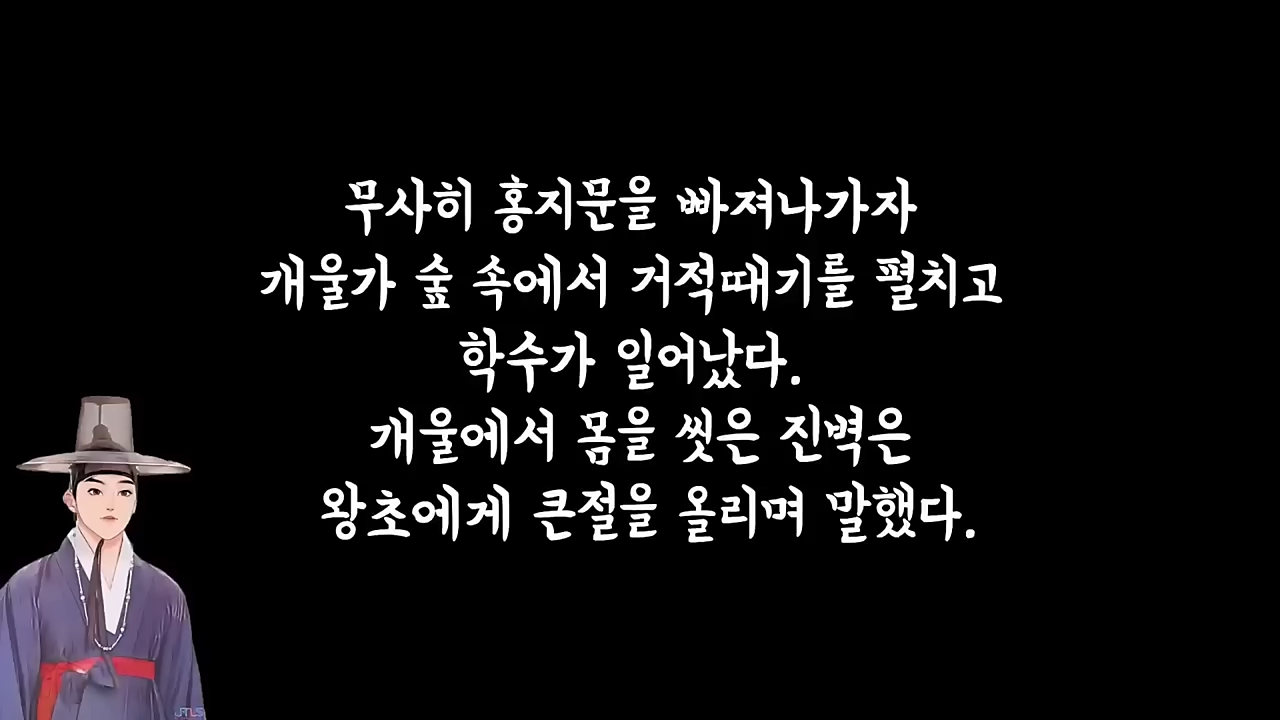 무사히 홍지문을 빠져나가자
개울가 숲 속에서 거적때기를 펼치고
학수가 일어났다.
개울에서 몸을 씻은 진벽은
왕초에게 큰절을 올리며 말했다.